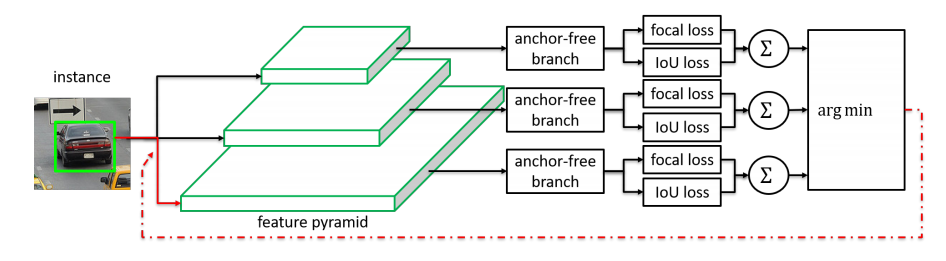 instance
feature pyramid
anchor-free
branch
focal loss
IoU loss
Σ
anchor-free
branch
focal loss
IoU loss
Σ
anchor-free
branch
focal loss
IoU loss
Σ
arg min